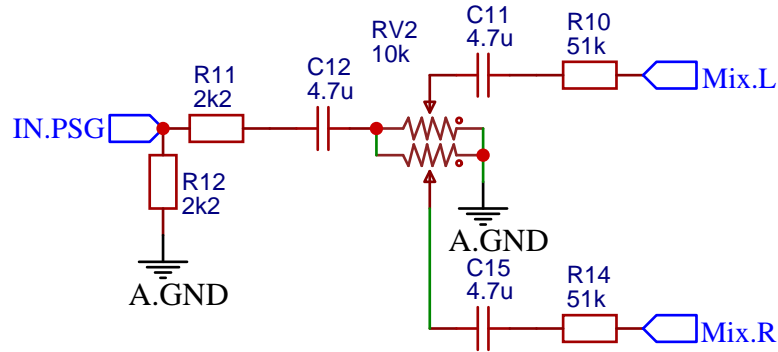 C11
4.7u
R10
51k
RV2
10k
C12
4.7u
R11
2k2
Mix.L
IN.PSG
R12
2k2
A.GND
A.GND
C15
4.7u
R14
51k
Mix.R